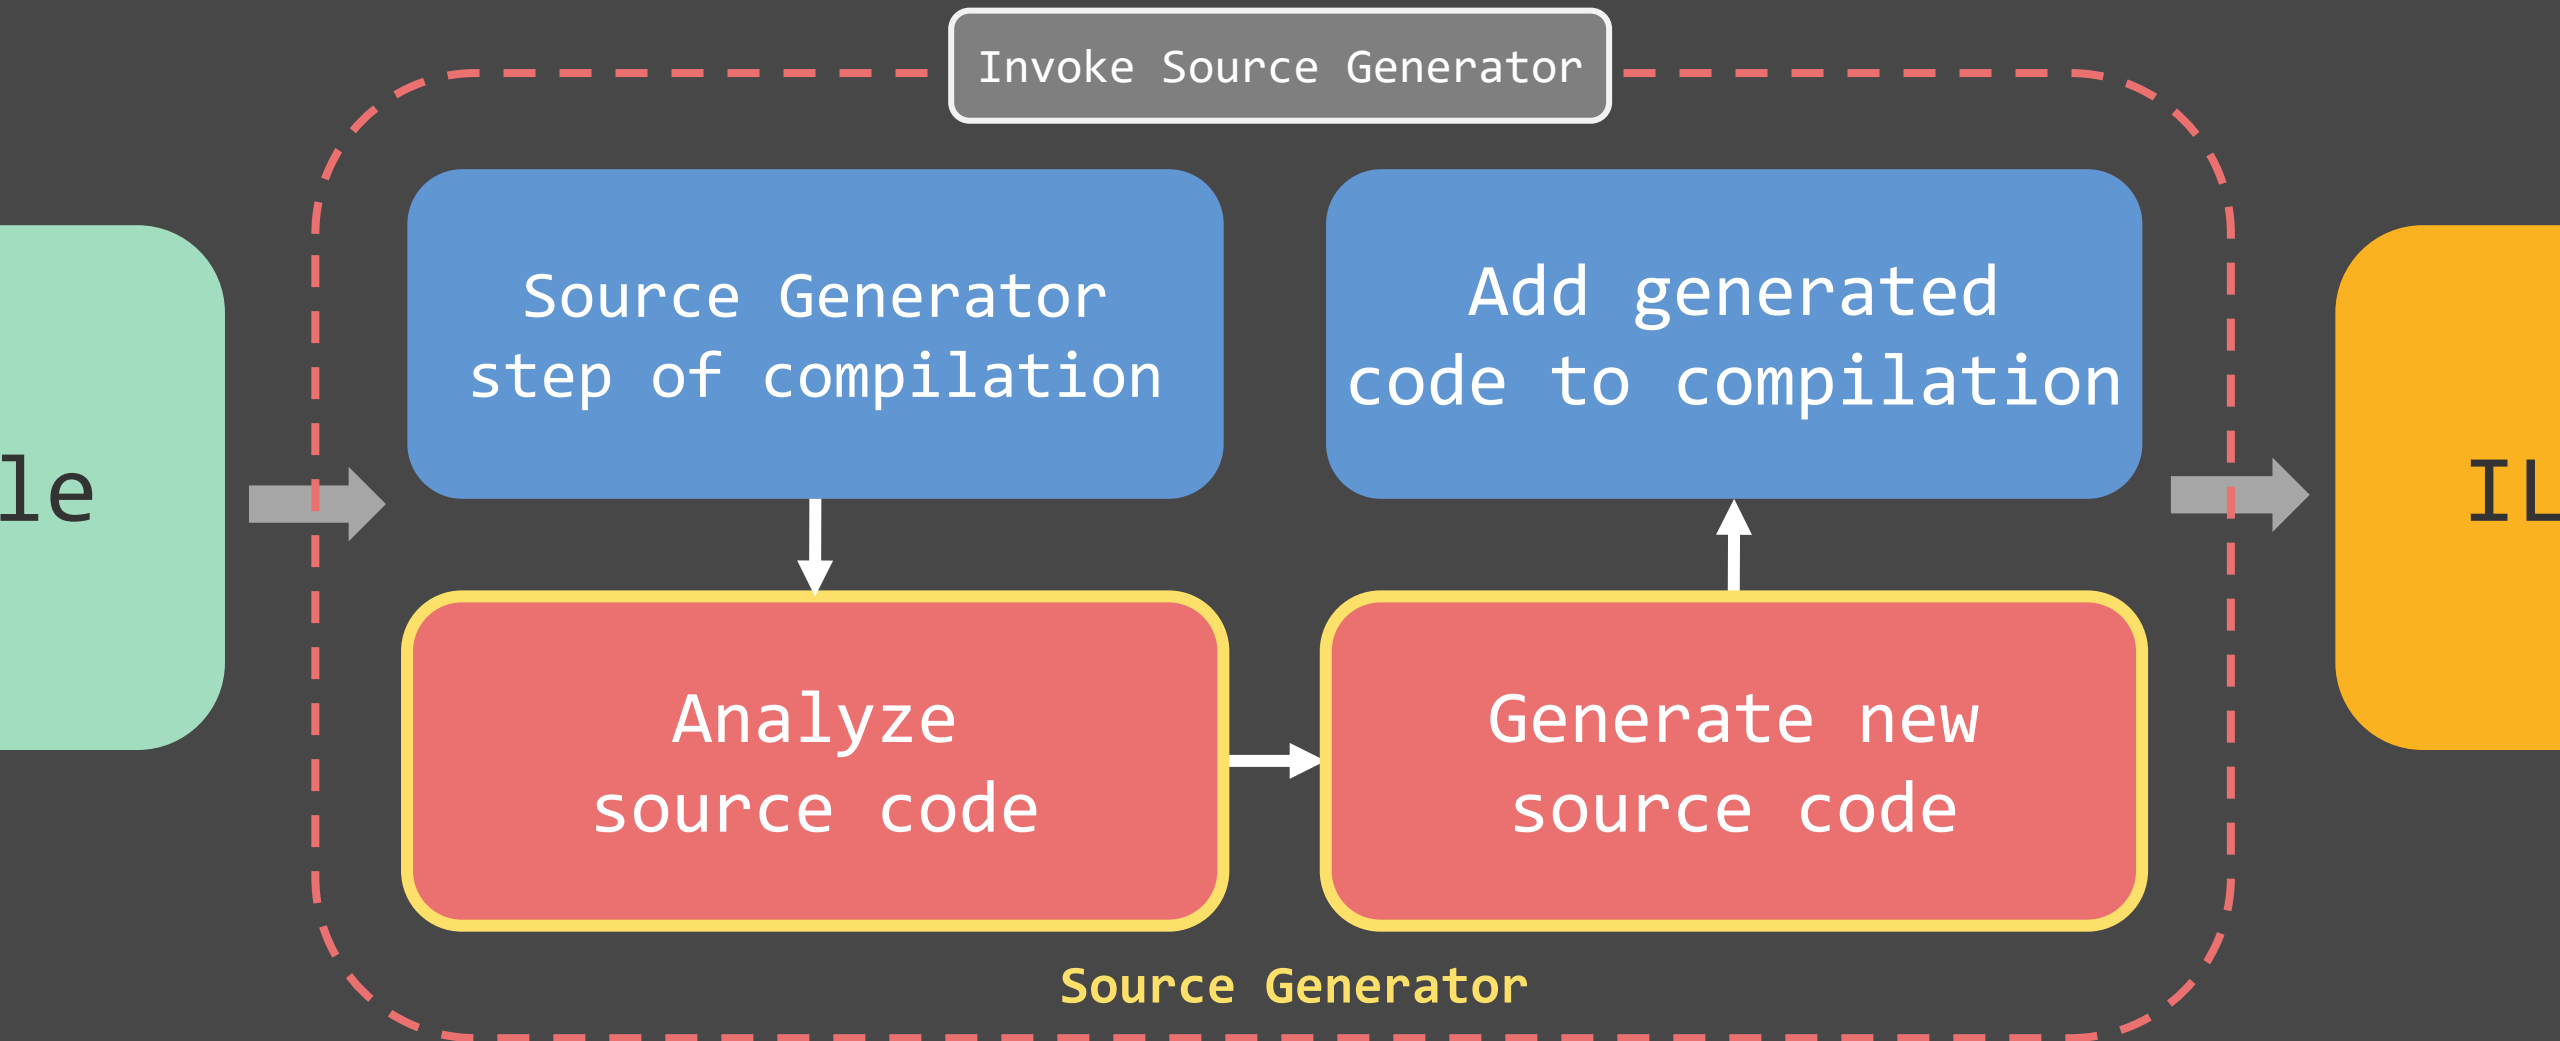 Invoke Source Generator
Source Generator
step of compilation
Add generated
code to compilation
le
IL
Analyze
source code
Generate new
source code
Source Generator